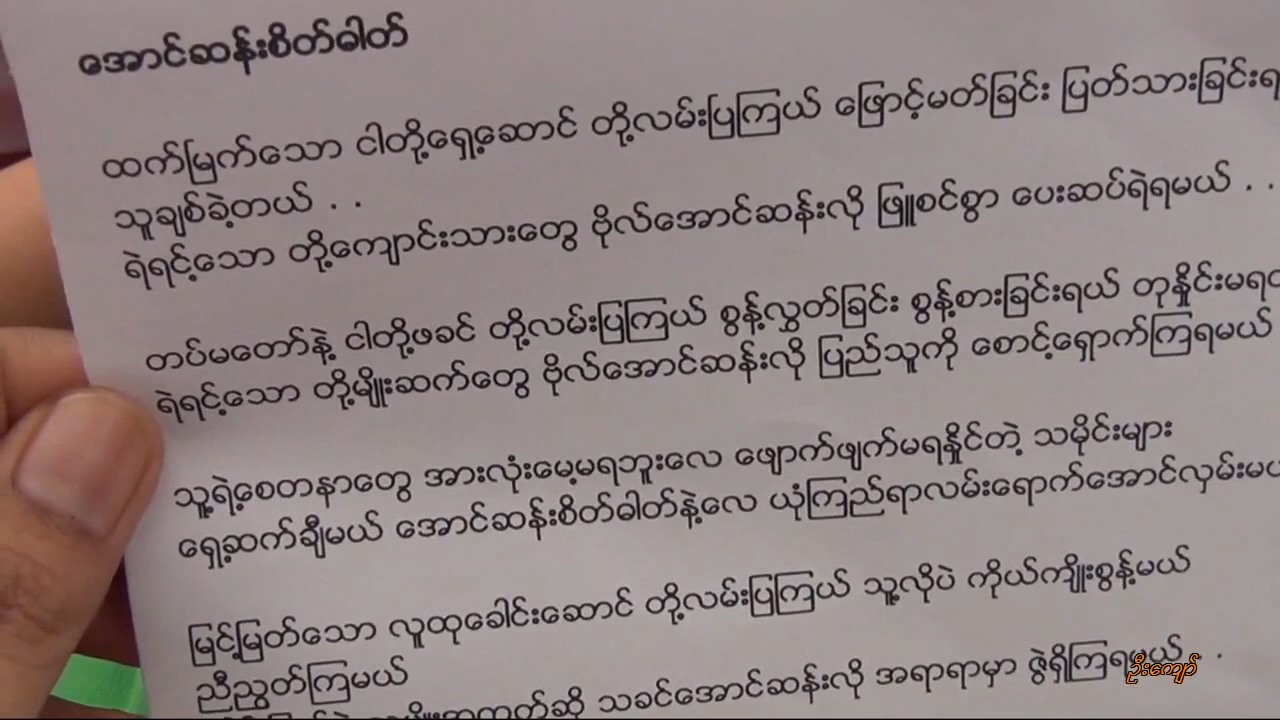 အောင်ဆန်းစိတ်ဓါတ်
ထက်မြက်သော ငါတို့ရှေ့ဆောင် တို့လမ်းပြကြယ် ဖြောင့်မတ်ခြင်း ပြတ်သားခြင်းရ
သူချစ်ခဲ့တယ် . .
ရဲရင့်သော တို့ကျောင်းသားတွေ ဗိုလ်အောင်ဆန်းလို ဖြူစင်စွာ ပေးဆပ်ရဲရမယ် . .
တပ်မတော်နဲ့ ငါတို့ဖခင် တို့လမ်းပြကြယ် စွန့်လွှတ်ခြင်း စွန့်စားခြင်းရယ် တုနှိုင်းမရ
ရဲရင့်သော တို့မျိုးဆက်တွေ ဗိုလ်အောင်ဆန်းလို ပြည်သူကို စောင့်ရှောက်ကြရမယ်
သူ့ရဲ့စေတနာတွေ အားလုံးမေ့မရဘူးလေ ဖျောက်ဖျက်မရနှိုင်တဲ့ သမိုင်းများ
ရှေ့ဆက်ချီမယ် အောင်ဆန်းစိတ်ဓါတ်နဲ့လေ ယုံကြည်ရာလမ်းရောက်အောင်လှမ်းမယ်
မြင့်မြတ်သော လူထုခေါင်းဆောင် တို့လမ်းပြကြယ် သူ့လိုပဲ ကိုယ်ကျိုးစွန့်မယ်
ညီညွတ်ကြမယ်
သခင်အောင်ဆန်းလို အရာရာမှာ ဇွဲရှိကြရမယ် . .
ဦးကျော်